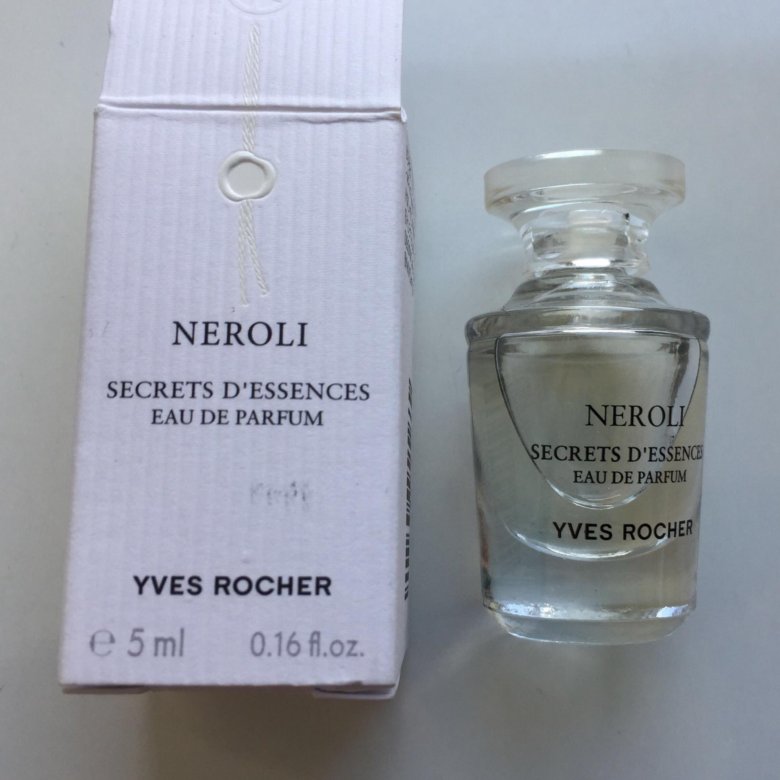 NEROLI
SECRETS D'ESSENCES
EAU DE PARFUM
YVES ROCHER
℮ 5 ml 0.16 fl.oz.
NEROLI
SECRETS D'ESSENCES
EAU DE PARFUM
YVES ROCHER